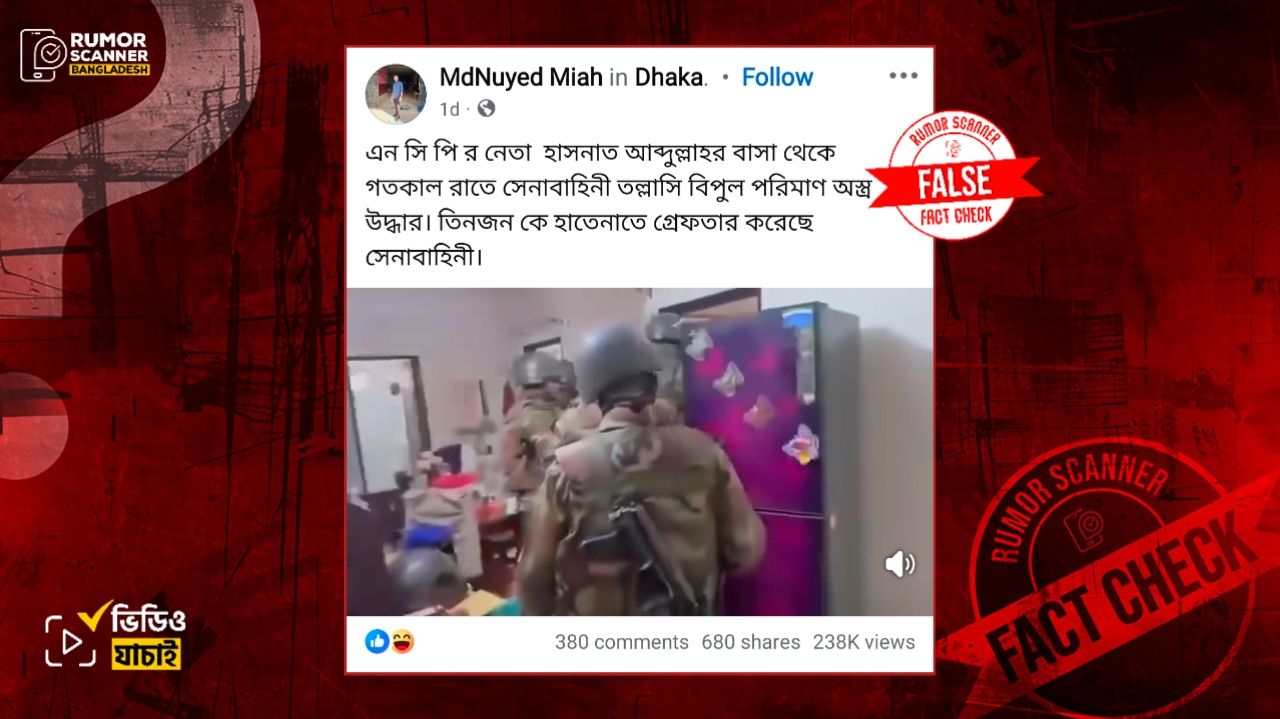 RUMOR
SCANNER
BANGLADESH
MdNuyed Miah in Dhaka. • Follow
1d ·
এন সি পি র নেতা হাসনাত আব্দুল্লাহর বাসা থেকে
গতকাল রাতে সেনাবাহিনী তল্লাসি বিপুল পরিমাণ অস্ত্র
উদ্ধার। তিনজন কে হাতেনাতে গ্রেফতার করেছে
সেনাবাহিনী।
RUMOR SCANNER
FALSE
FACT CHECK
380 comments 680 shares 238K views
ভিডিও
যাচাই
RUMOR SCANNER
FACT CHECK